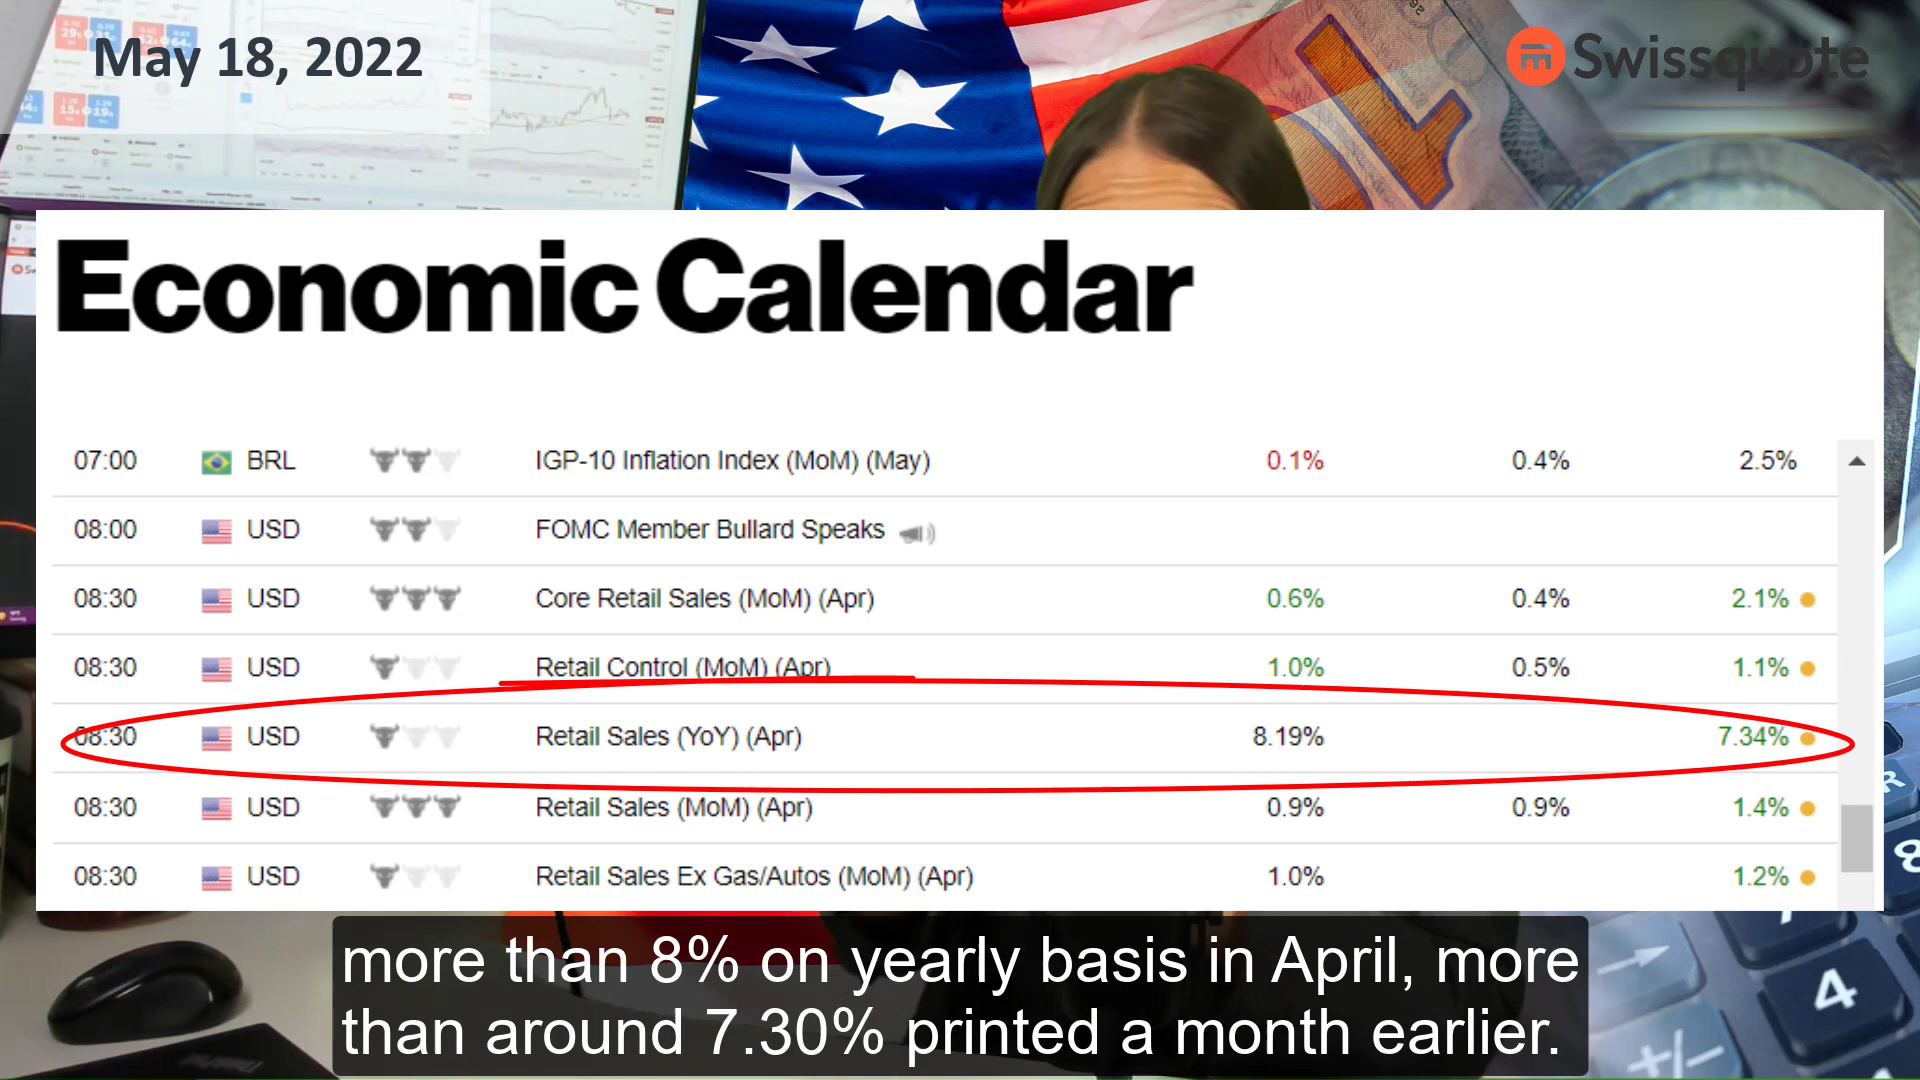 May 18, 2022
Swissquote
Economic Calendar
07:00 BRL IGP-10 Inflation Index (MoM) (May) 0.1% 0.4% 2.5%
08:00 USD FOMC Member Bullard Speaks
08:30 USD Core Retail Sales (MoM) (Apr) 0.6% 0.4% 2.1%
08:30 USD Retail Control (MoM) (Apr) 1.0% 0.5% 1.1%
08:30 USD Retail Sales (YoY) (Apr) 8.19% 7.34%
08:30 USD Retail Sales (MoM) (Apr) 0.9% 0.9% 1.4%
08:30 USD Retail Sales Ex Gas/Autos (MoM) (Apr) 1.0% 1.2%
more than 8% on yearly basis in April, more
than around 7.30% printed a month earlier.
4
+/-
8